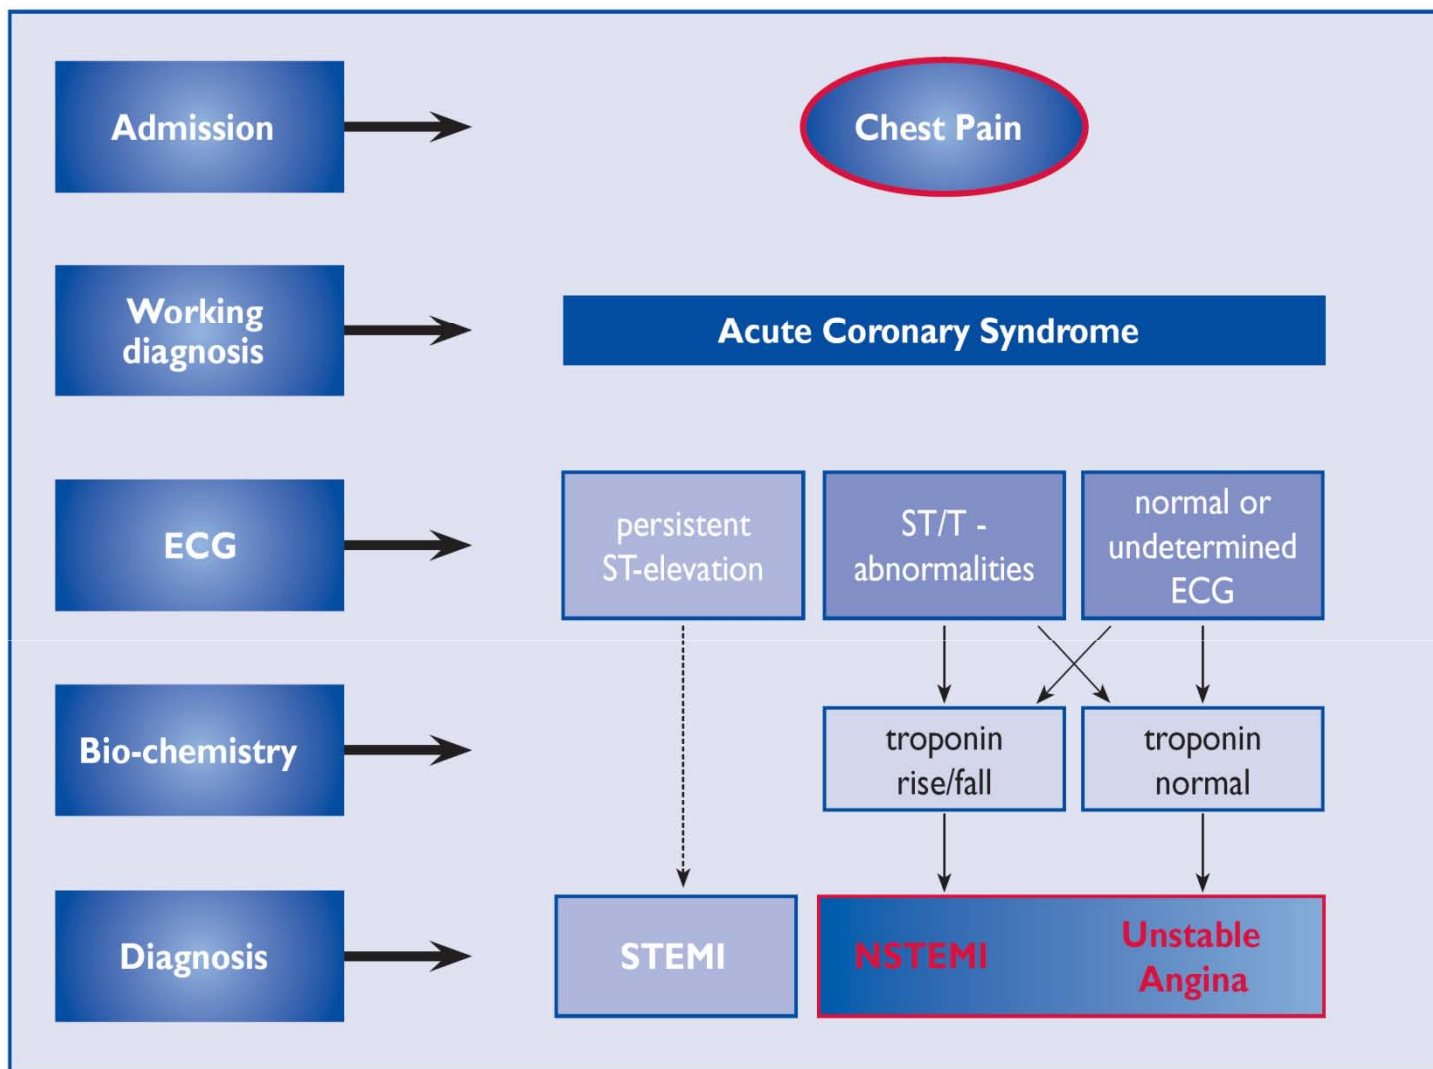 Admission
Chest Pain
Working
diagnosis
Acute Coronary Syndrome
ECG
persistent
ST-elevation
ST/T -
abnormalities
normal or
undetermined
ECG
Bio-chemistry
troponin
rise/fall
troponin
normal
Diagnosis
STEMI
NSTEMI
Unstable
Angina